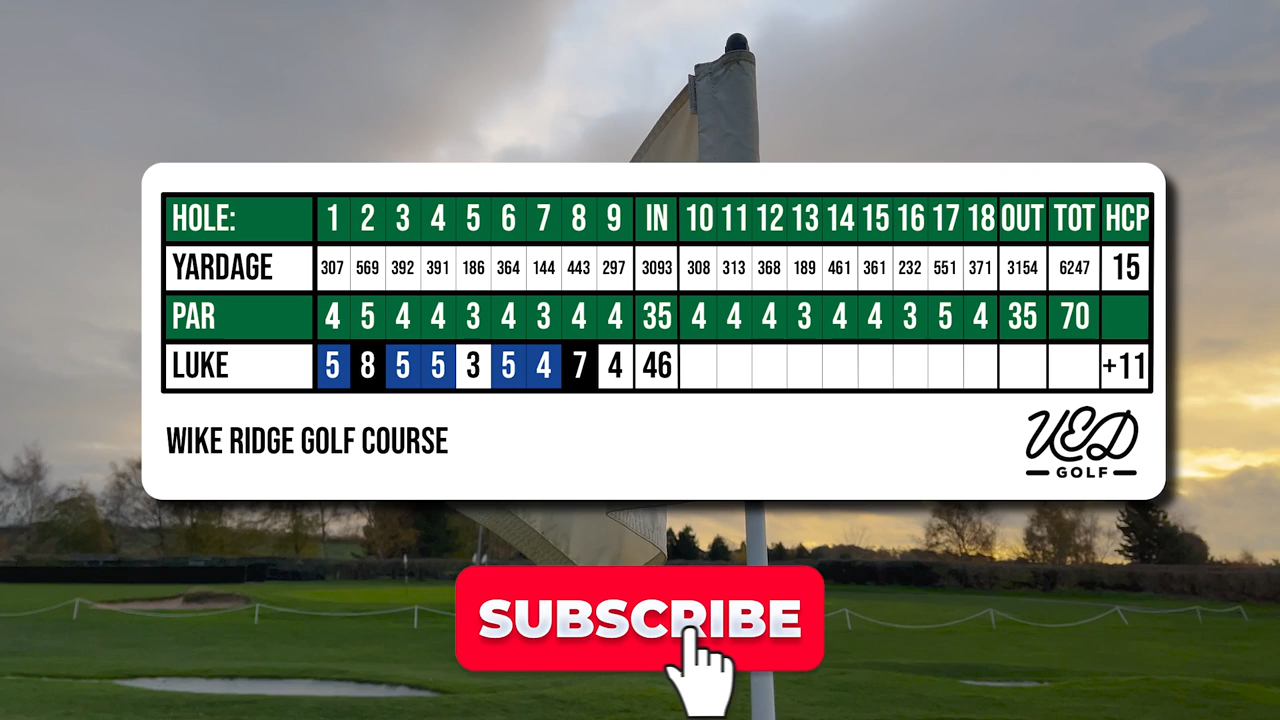 HOLE: 1 2 3 4 5 6 7 8 9 IN 10 11 12 13 14 15 16 17 18 OUT TOT HCP
YARDAGE 307 569 392 391 186 364 144 443 297 3093 308 313 368 189 461 361 232 551 371 3154 6247 15
PAR 4 5 4 4 3 4 3 4 4 35 4 4 4 3 4 4 3 5 4 35 70
LUKE 5 8 5 5 3 5 4 7 4 46 +11
WIKE RIDGE GOLF COURSE
UED
GOLF
SUBSCRIBE